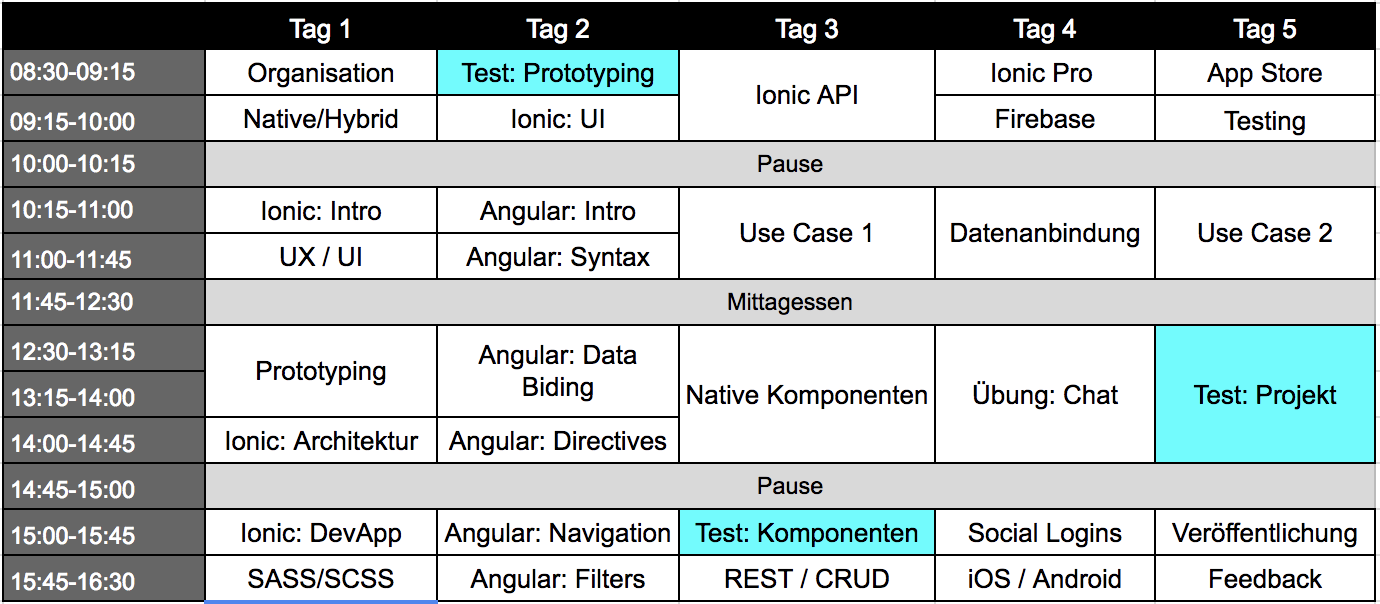 Tag 1 Tag 2 Tag 3 Tag 4 Tag 5
08:30-09:15 Organisation Test: Prototyping Ionic API Ionic Pro App Store
09:15-10:00 Native/Hybrid Ionic: UI Firebase Testing
10:00-10:15 Pause
10:15-11:00 Ionic: Intro Angular: Intro Use Case 1 Datenanbindung Use Case 2
11:00-11:45 UX / UI Angular: Syntax
11:45-12:30 Mittagessen
12:30-13:15 Prototyping Angular: Data
Biding Native Komponenten Übung: Chat Test: Projekt
13:15-14:00
14:00-14:45 Ionic: Architektur Angular: Directives
14:45-15:00 Pause
15:00-15:45 Ionic: DevApp Angular: Navigation Test: Komponenten Social Logins Veröffentlichung
15:45-16:30 SASS/SCSS Angular: Filters REST / CRUD iOS / Android Feedback